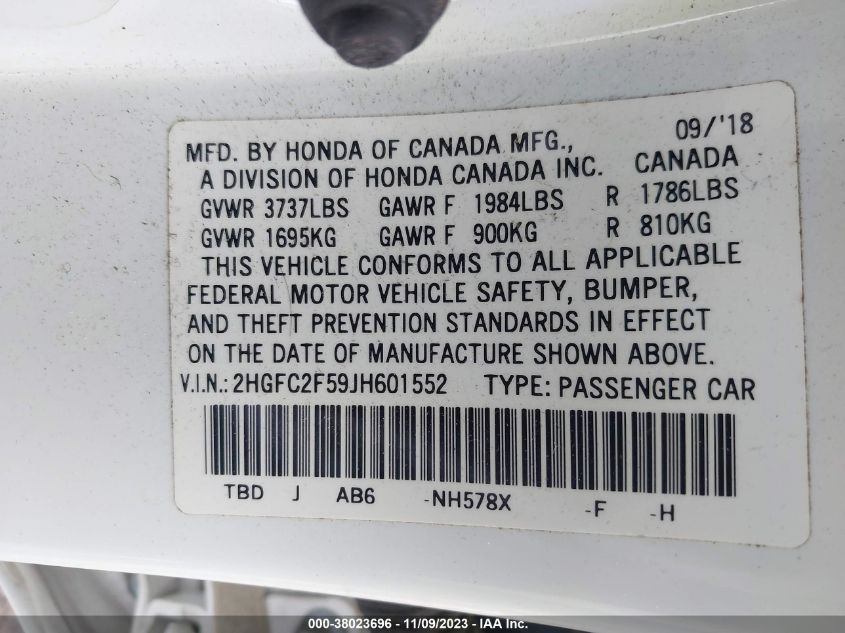 09/'18
MFD. BY HONDA OF CANADA MFG.,
A DIVISION OF HONDA CANADA INC. CANADA
GVWR 3737LBS GAWR F 1984LBS R 1786LBS
GVWR 1695KG GAWR F 900KG R 810KG
THIS VEHICLE CONFORMS TO ALL APPLICABLE
FEDERAL MOTOR VEHICLE SAFETY, BUMPER,
AND THEFT PREVENTION STANDARDS IN EFFECT
ON THE DATE OF MANUFACTURE SHOWN ABOVE.
V.I.N.: 2HGFC2F59JH601552 TYPE: PASSENGER CAR
TBD J AB6 -NH578X -F -H
000-38023696 - 11/09/2023 - IAA Inc.